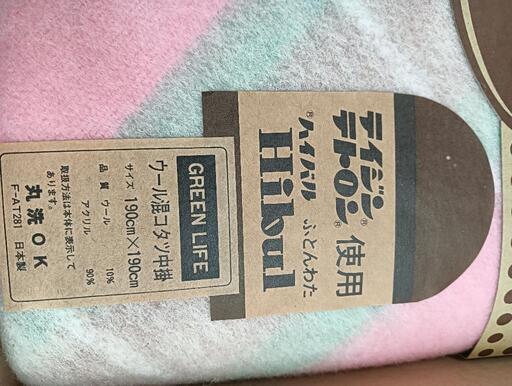 テイジン®
テトロン® 使用
®ハイバル ふとんわた
Hibul
GREEN LIFE
ウール混コタツ中掛
サイズ 190cm×190cm
品質 ウール 10%
アクリル 90%
取扱方法は本体に表示して
あります。
丸洗OK
F-AT281 日本製